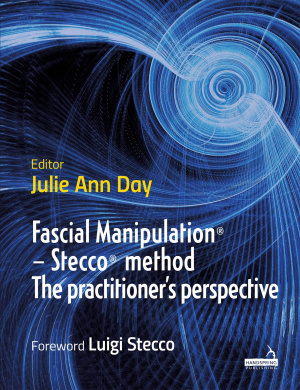 Editor
Julie Ann Day
Fascial Manipulation®
– Stecco® method
The practitioner's perspective
Foreword Luigi Stecco
HANDSPRING
PUBLISHING